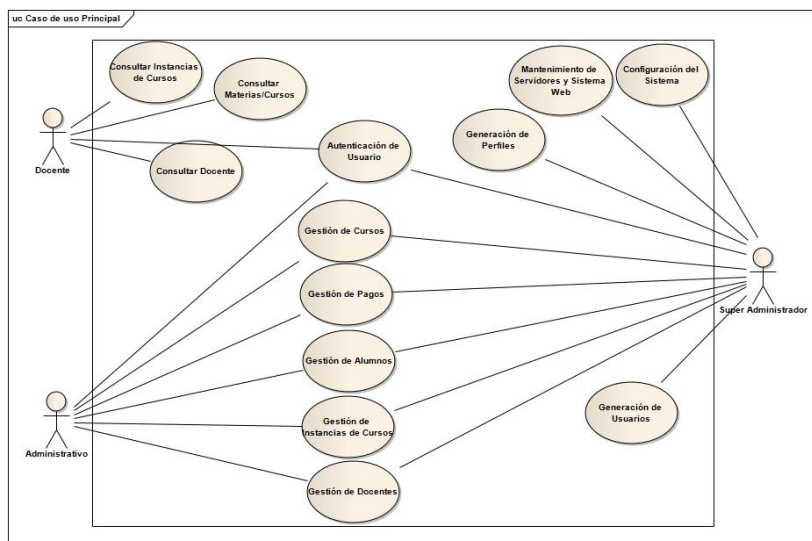 uc Caso de uso Principal
Consultar Instancias
de Cursos
Consultar
Materias/Cursos
Mantenimiento de
Servidores y Sistema
Web
Configuración del
Sistema
Generación de
Perfiles
Autenticación de
Usuario
Docente
Consultar Docente
Gestión de Cursos
Gestión de Pagos
Super Administrador
Gestión de Alumnos
Gestión de
Instancias de Cursos
Generación de
Usuarios
Administrativo
Gestión de Docentes